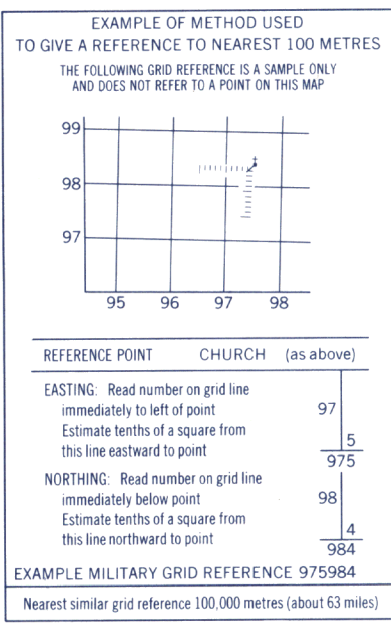 EXAMPLE OF METHOD USED
TO GIVE A REFERENCE TO NEAREST 100 METRES
THE FOLLOWING GRID REFERENCE IS A SAMPLE ONLY
AND DOES NOT REFER TO A POINT ON THIS MAP
99
98
97
95 96 97 98
REFERENCE POINT CHURCH (as above)
EASTING: Read number on grid line
immediately to left of point 97
Estimate tenths of a square from
this line eastward to point 5
975
NORTHING: Read number on grid line
immediately below point 98
Estimate tenths of a square from
this line northward to point 4
984
EXAMPLE MILITARY GRID REFERENCE 975984
Nearest similar grid reference 100,000 metres (about 63 miles)